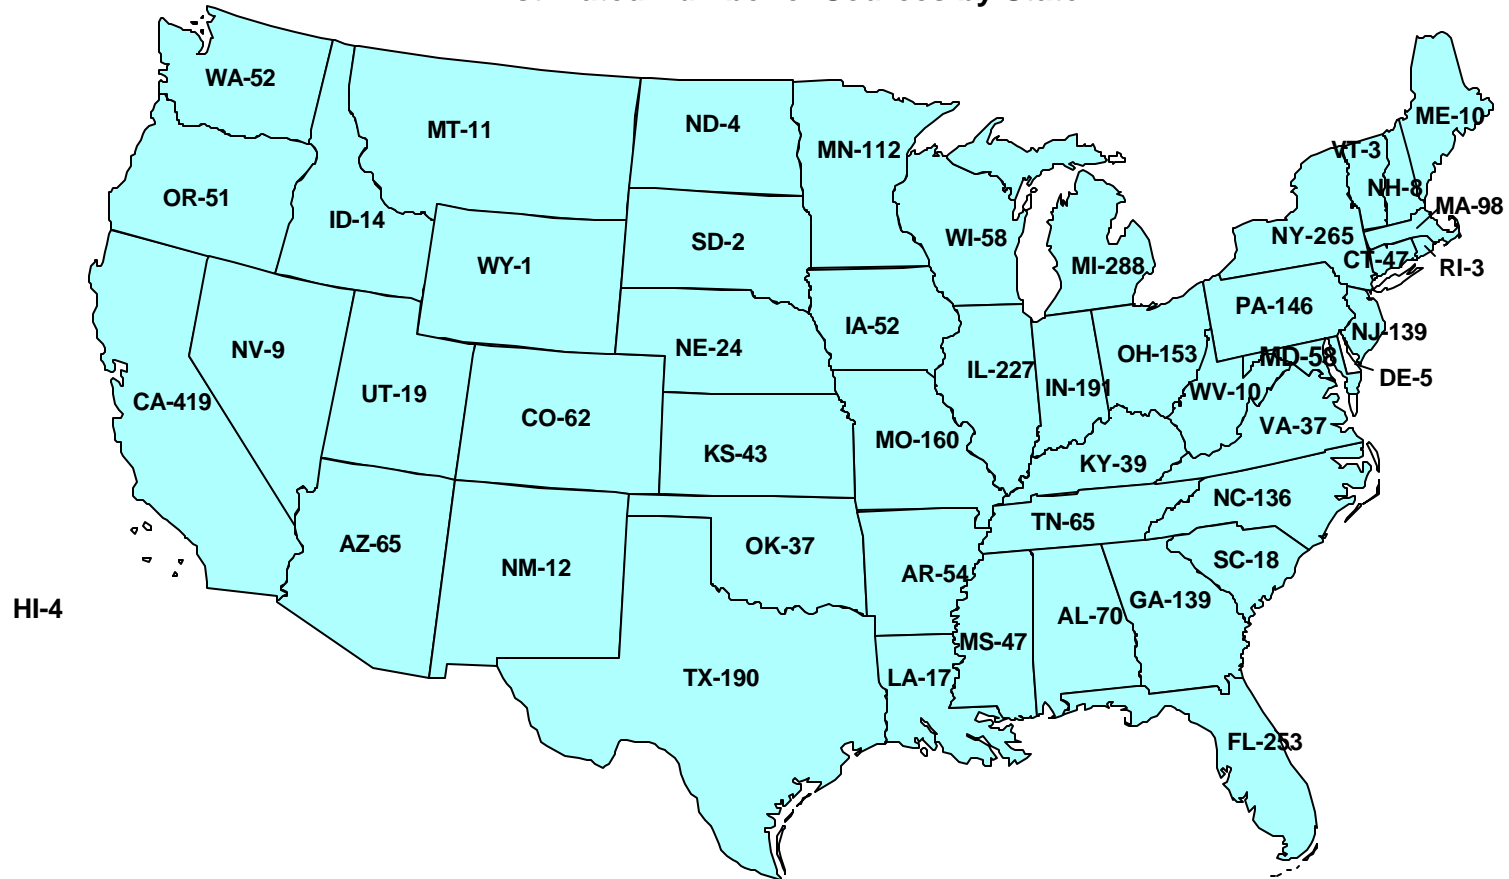 by State
WA-52
MT-11
ND-4
MN-112
ME-10
VT-3
OR-51
ID-14
NH-8
MA-98
SD-2
WI-58
NY-265
WY-1
MI-288
CT-47
RI-3
IA-52
PA-146
NV-9
NE-24
OH-153
NJ-139
MD-58
IL-227
IN-191
DE-5
CA-419
UT-19
CO-62
WV-10
MO-160
VA-37
KS-43
KY-39
NC-136
TN-65
AZ-65
OK-37
NM-12
AR-54
SC-18
HI-4
GA-139
AL-70
MS-47
TX-190
LA-17
FL-253